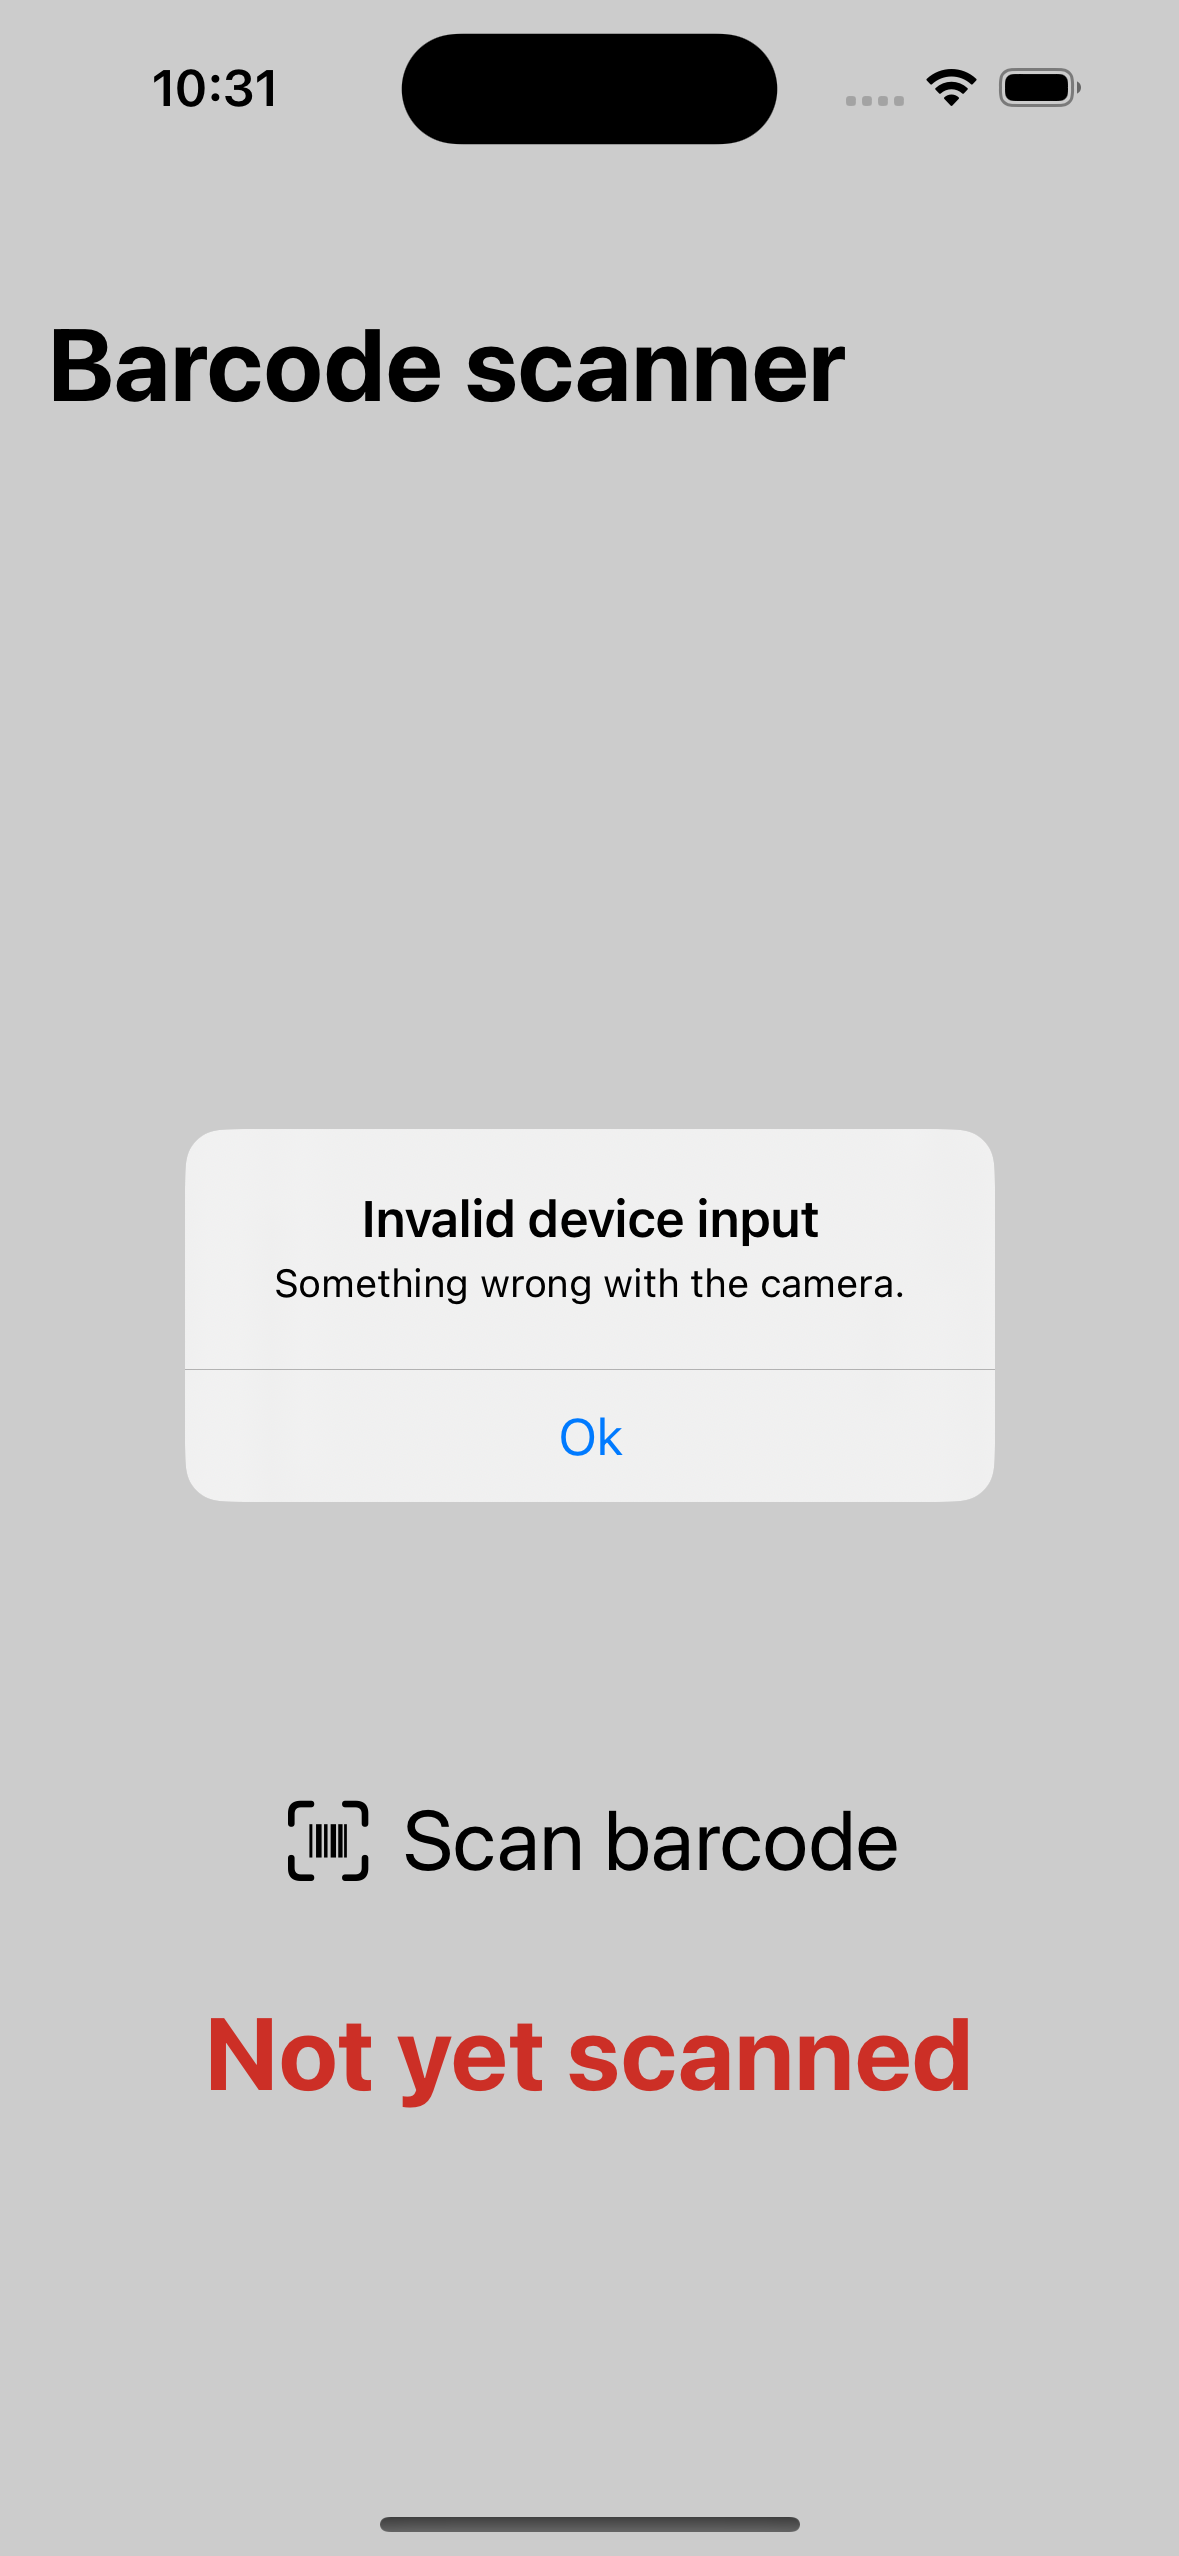 10:31
Barcode scanner
Invalid device input
Something wrong with the camera.
Ok
Scan barcode
Not yet scanned